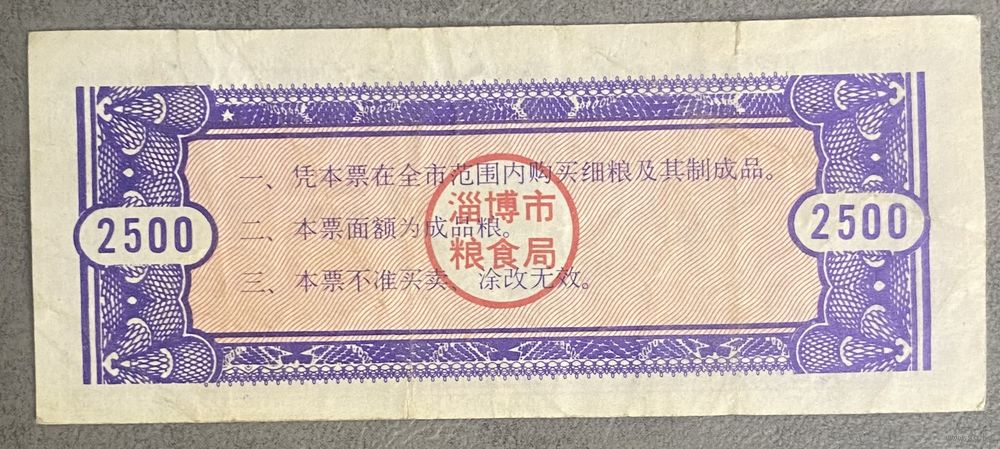 一、凭本票在全市范围内购买细粮及其制成品。
2500
二、本票面额为成品粮。
2500
三、本票不准买卖、涂改无效。
淄博市
粮食局